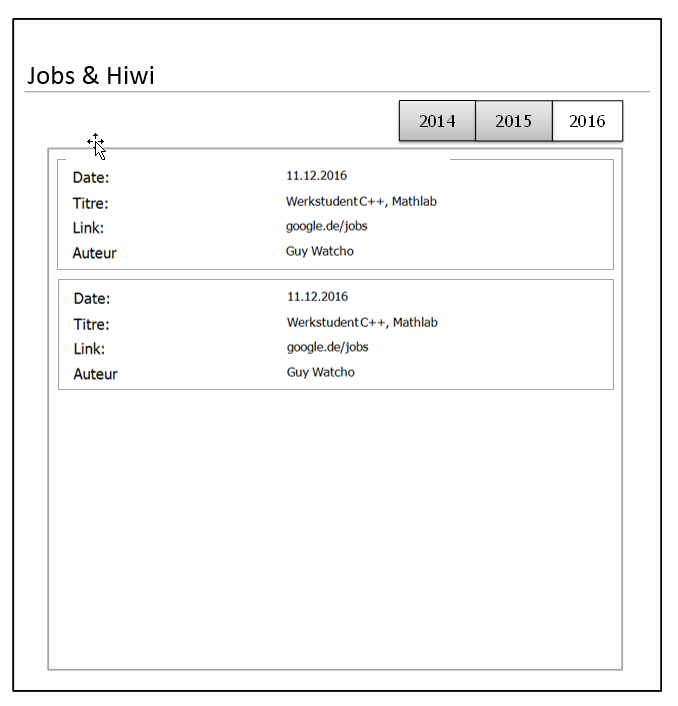 Jobs & Hiwi
2014 2015 2016
Date: 11.12.2016
Titre: Werkstudent C++, Mathlab
Link: google.de/jobs
Auteur Guy Watcho
Date: 11.12.2016
Titre: Werkstudent C++, Mathlab
Link: google.de/jobs
Auteur Guy Watcho